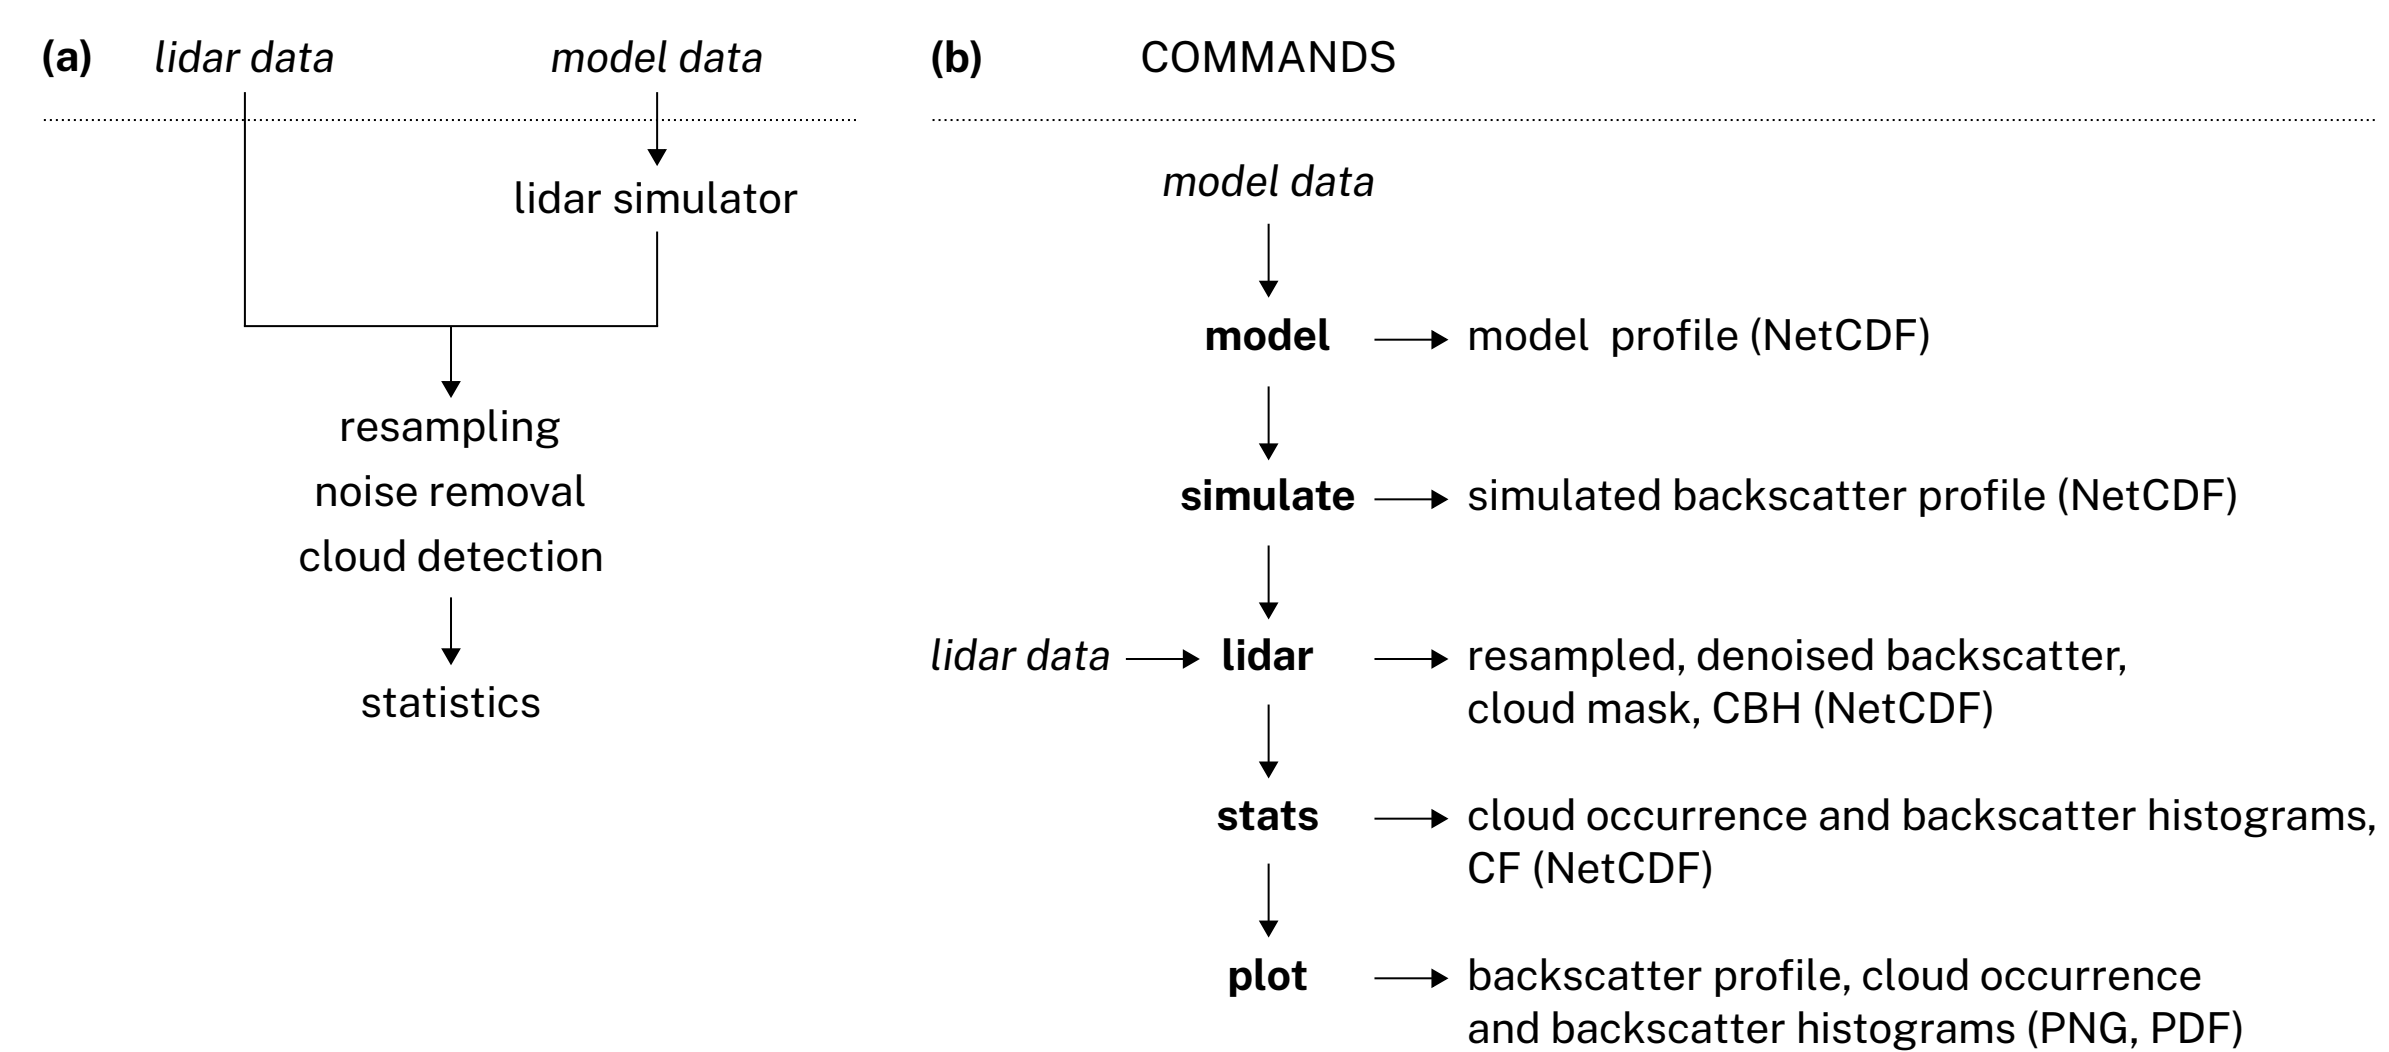 (a) lidar data model data
lidar simulator
resampling
noise removal
cloud detection
statistics
(b) COMMANDS
model data
model model profile (NetCDF)
simulate simulated backscatter profile (NetCDF)
lidar data lidar resampled, denoised backscatter,
cloud mask, CBH (NetCDF)
stats cloud occurrence and backscatter histograms,
CF (NetCDF)
plot backscatter profile, cloud occurrence
and backscatter histograms (PNG, PDF)